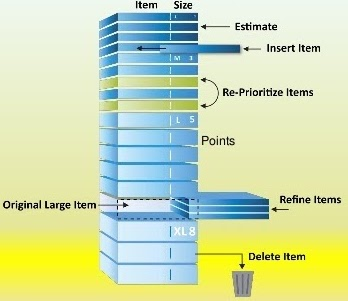 Item Size
Estimate
Insert Item
M 3
Re-Prioritize Items
L 5
Points
Original Large Item
Refine Items
XL 8
Delete Item